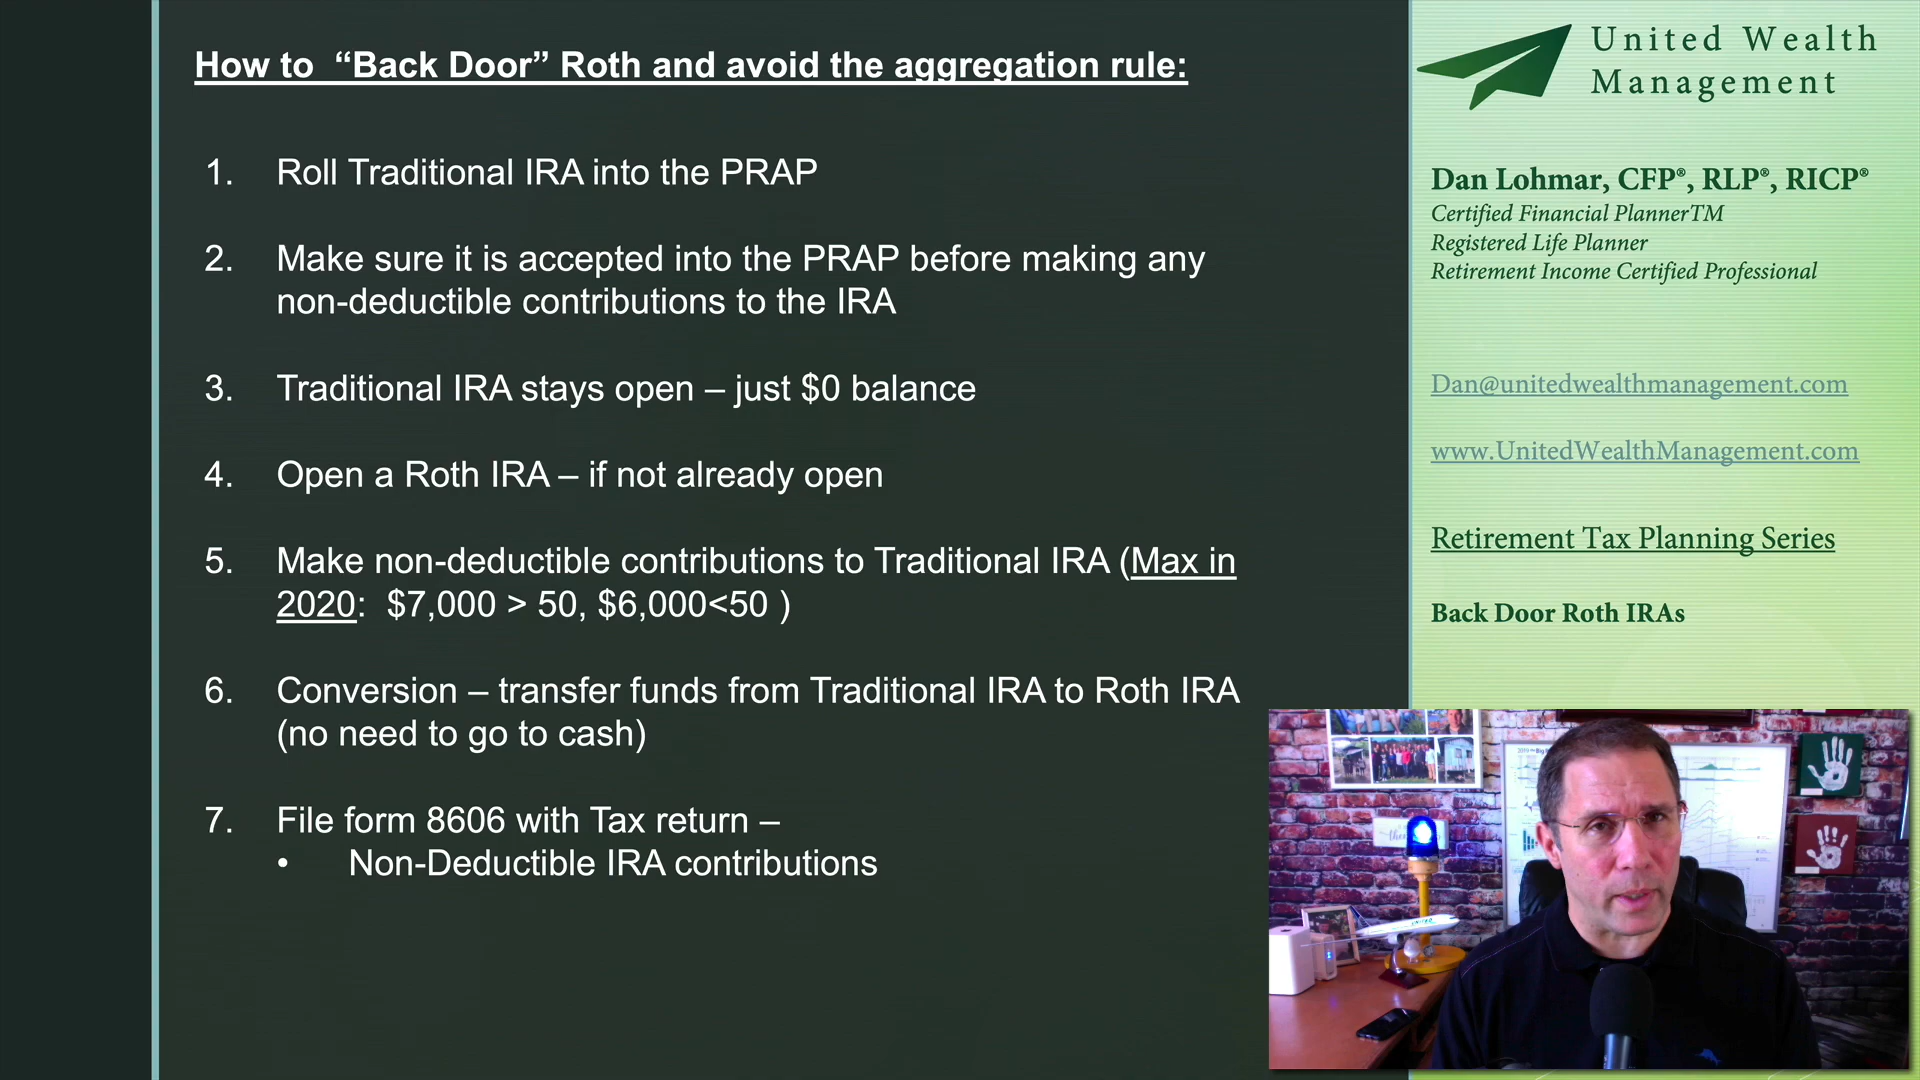 How to “Back Door” Roth and avoid the aggregation rule:
1. Roll Traditional IRA into the PRAP
2. Make sure it is accepted into the PRAP before making any
non-deductible contributions to the IRA
3. Traditional IRA stays open – just $0 balance
4. Open a Roth IRA – if not already open
5. Make non-deductible contributions to Traditional IRA (Max in
2020: $7,000 > 50, $6,000<50 )
6. Conversion – transfer funds from Traditional IRA to Roth IRA
(no need to go to cash)
7. File form 8606 with Tax return –
• Non-Deductible IRA contributions
United Wealth
Management
Dan Lohmar, CFP®, RLP®, RICP®
Certified Financial PlannerTM
Registered Life Planner
Retirement Income Certified Professional
Dan@unitedwealthmanagement.com
www.UnitedWealthManagement.com
Retirement Tax Planning Series
Back Door Roth IRAs
UNITED